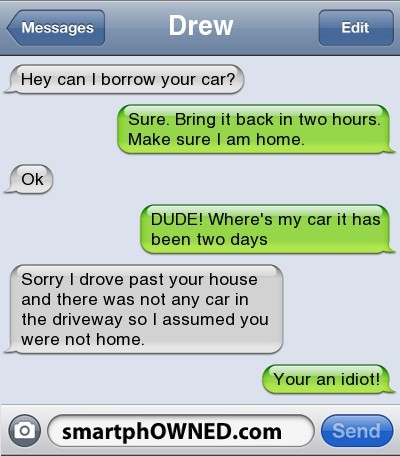 Messages
Drew
Edit
Hey can I borrow your car?
Sure. Bring it back in two hours.
Make sure I am home.
Ok
DUDE! Where's my car it has
been two days
Sorry I drove past your house
and there was not any car in
the driveway so I assumed you
were not home.
Your an idiot!
smartphOWNED.com
Send